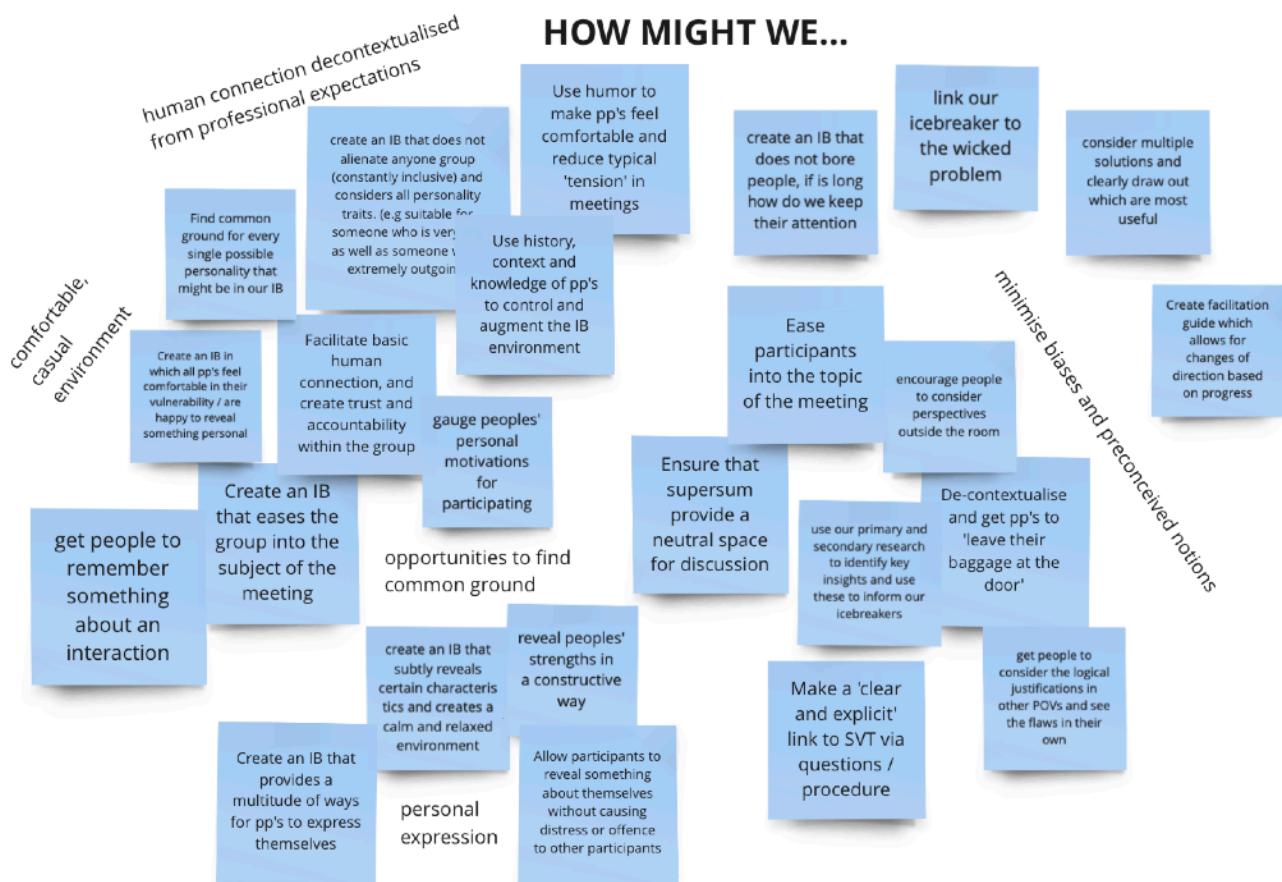 HOW MIGHT WE...
human connection decontextualised
from professional expectations
create an IB that does not
alienate anyone group
(constantly inclusive) and
considers all personality
traits. (e.g suitable for
someone who is very
as well as someone
extremely outgoin
Use humor to
make pp's feel
comfortable and
reduce typical
'tension' in
meetings
create an IB that
does not bore
people, if is long
how do we keep
their attention
link our
icebreaker to
the wicked
problem
consider multiple
solutions and
clearly draw out
which are most
useful
Find common
ground for every
single possible
personality that
might be in our IB
Use history,
context and
knowledge of pp's
to control and
augment the IB
environment
comfortable,
casual
environment
Create an IB in
which all pp's feel
comfortable in their
vulnerability / are
happy to reveal
something personal
Facilitate basic
human
connection, and
create trust and
accountability
within the group
gauge peoples'
personal
motivations
for
participating
Ease
participants
into the topic
of the meeting
encourage people
to consider
perspectives
outside the room
minimise biases and preconceived notions
Create facilitation
guide which
allows for
changes of
direction based
on progress
get people to
remember
something
about an
interaction
Create an IB
that eases the
group into the
subject of the
meeting
opportunities to find
common ground
Ensure that
supersum
provide a
neutral space
for discussion
use our primary and
secondary research
to identify key
insights and use
these to inform our
icebreakers
De-contextualise
and get pp's to
'leave their
baggage at the
door'
create an IB that
subtly reveals
certain characteris
tics and creates a
calm and relaxed
environment
reveal peoples'
strengths in
a constructive
way
Make a 'clear
and explicit'
link to SVT via
questions /
procedure
get people to
consider the logical
justifications in
other POVs and see
the flaws in their
own
Create an IB that
provides a
multitude of ways
for pp's to express
themselves
personal
expression
Allow participants to
reveal something
about themselves
without causing
distress or offence
to other participants